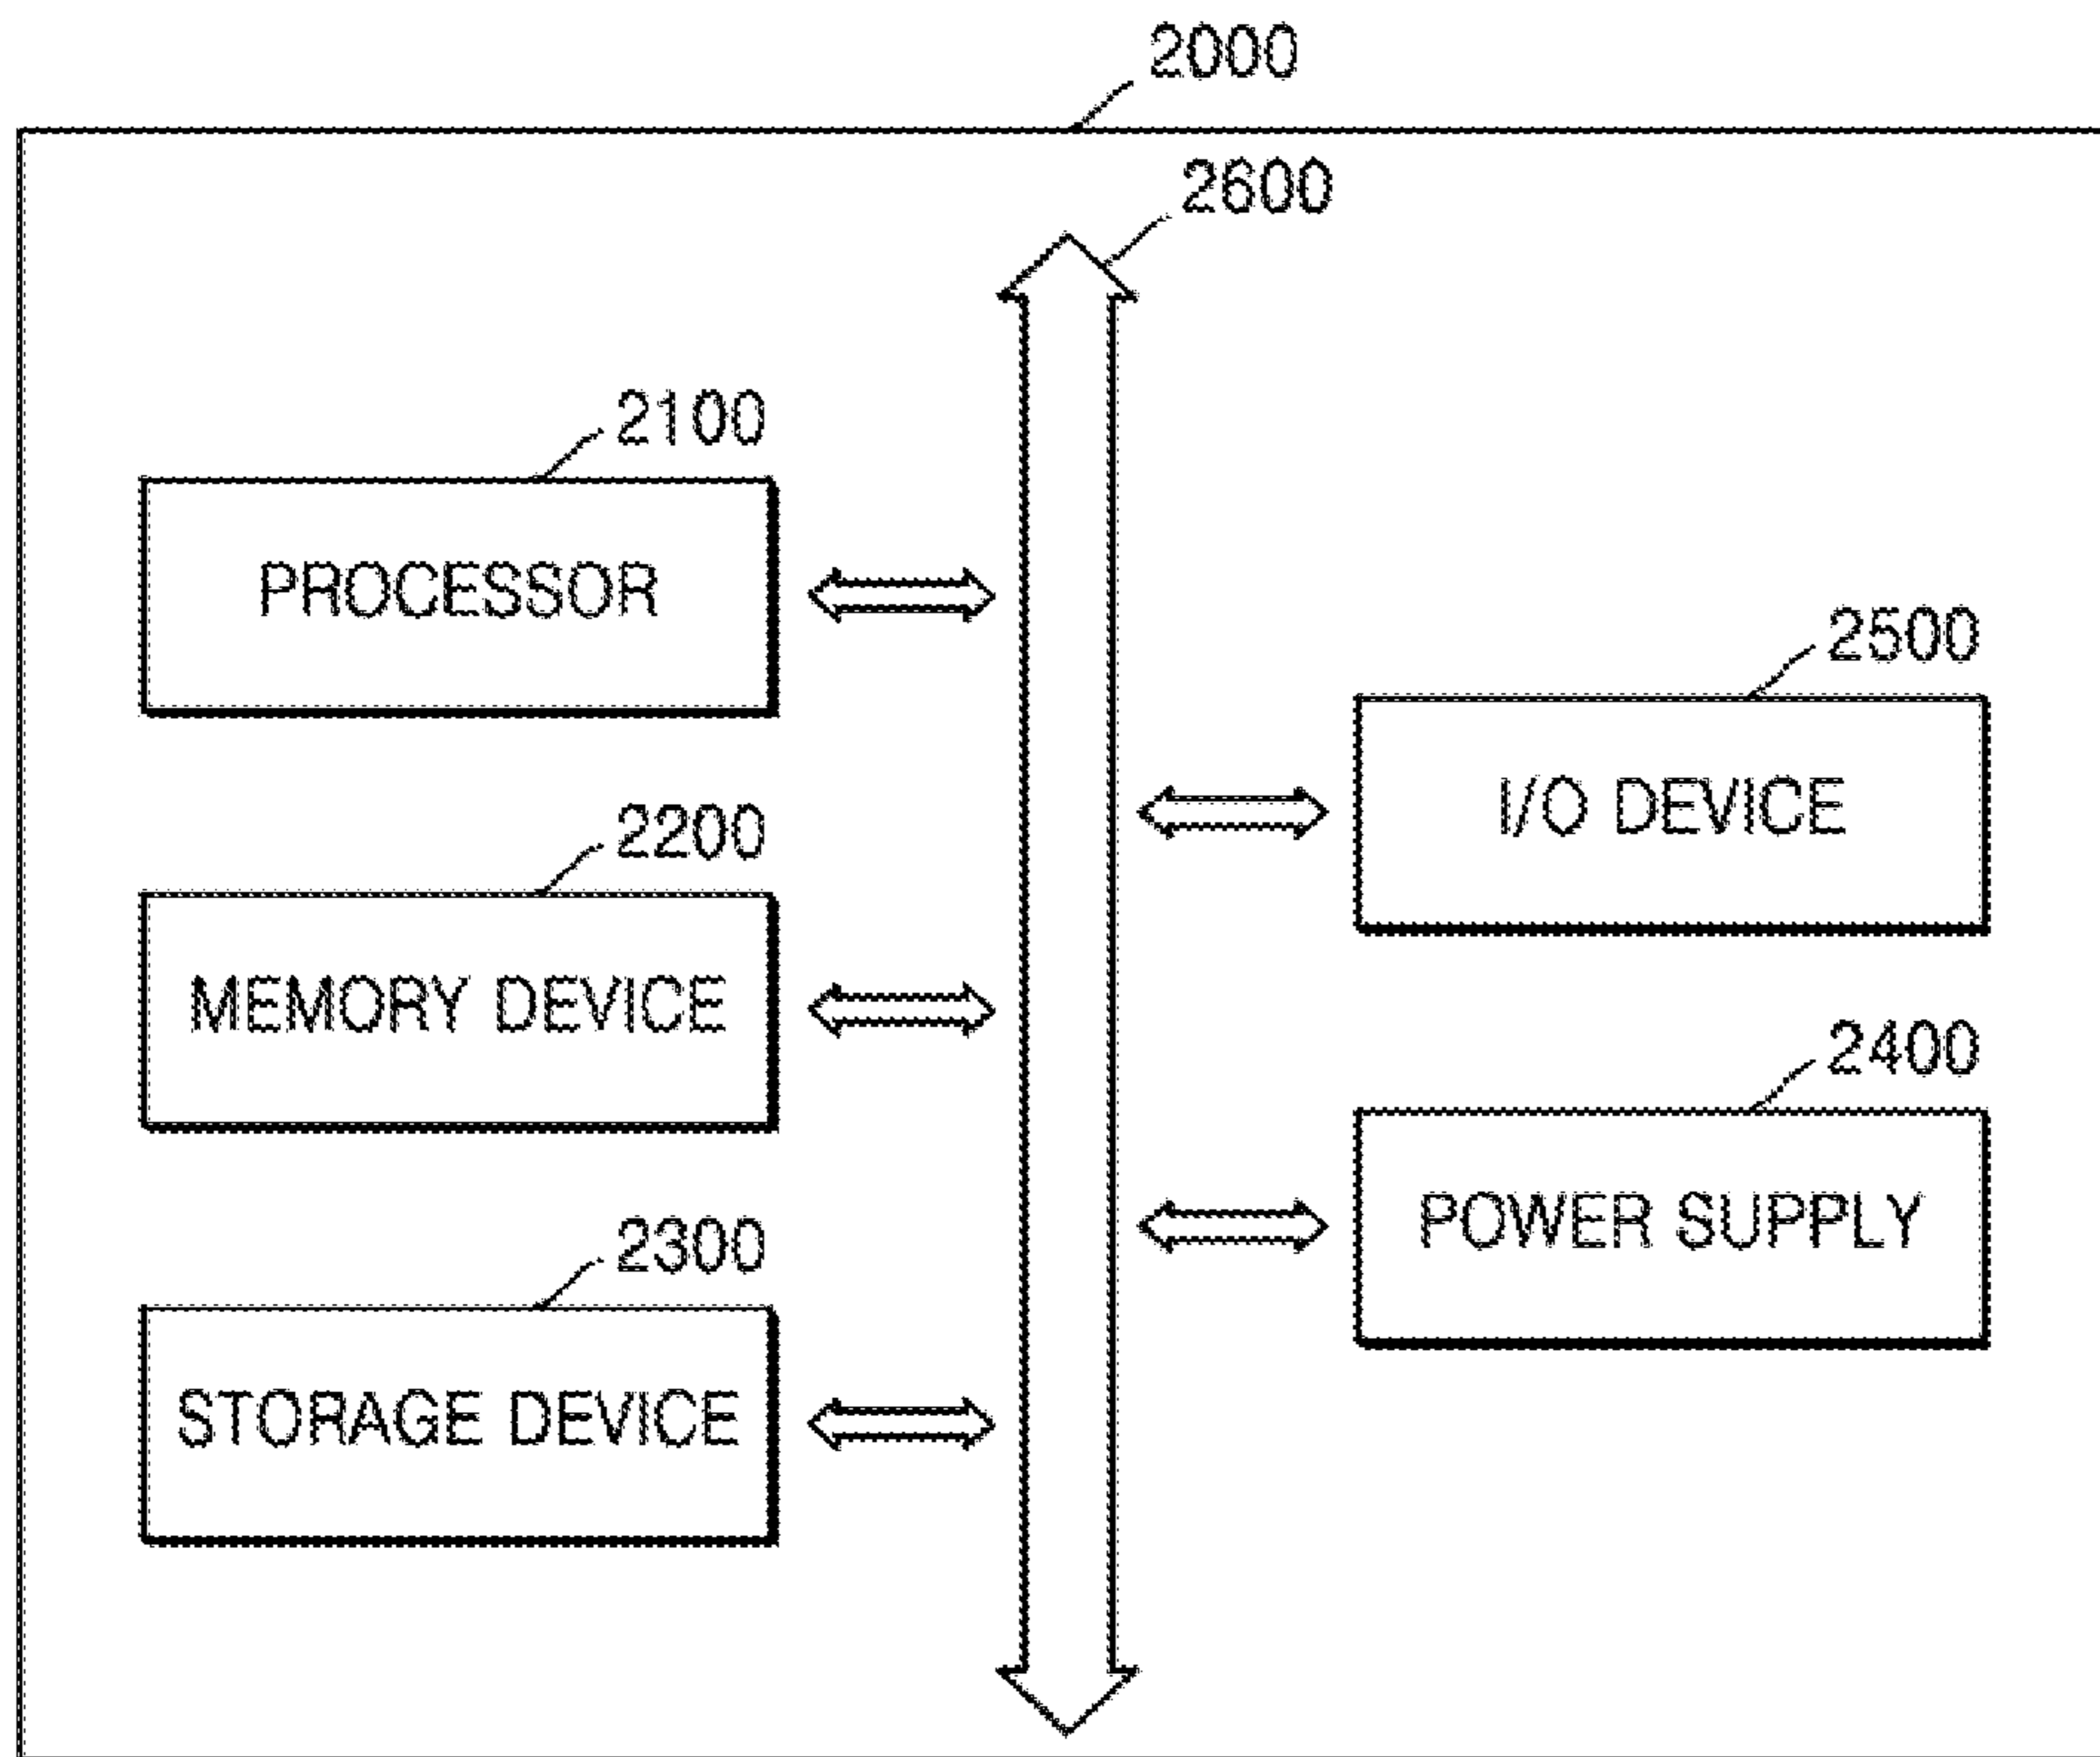 2000
2600
2100
PROCESSOR
2500
I/O DEVICE
2200
MEMORY DEVICE
2400
POWER SUPPLY
2300
STORAGE DEVICE